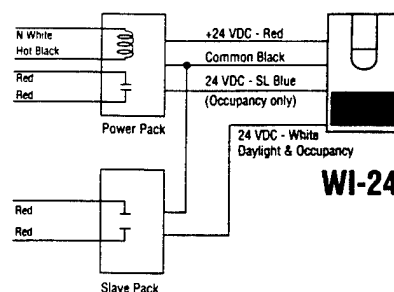 N White
Hot Black
Red
Red
Power Pack
+24 VDC - Red
Common Black
24 VDC - SL Blue
(Occupancy only)
24 VDC - White
Daylight & Occupancy
WI-24
Red
Red
Slave Pack